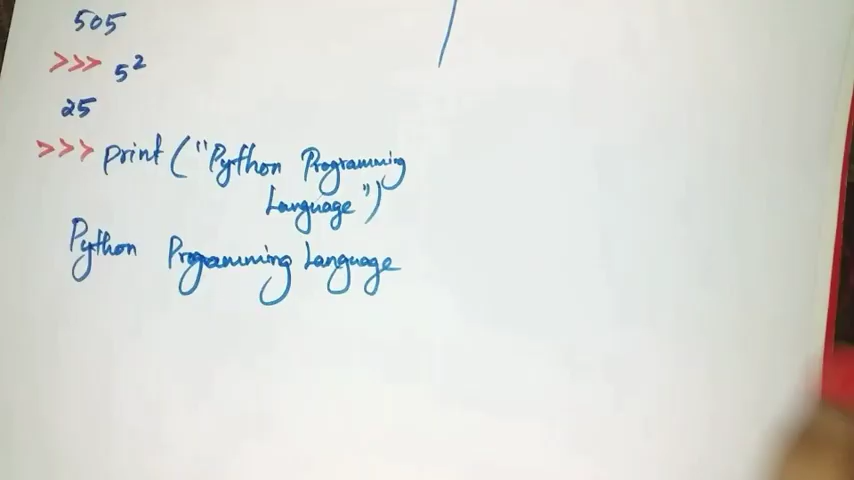 505
>>> 5²
25
>>> print ("Python Programming
Language")
Python Programming Language